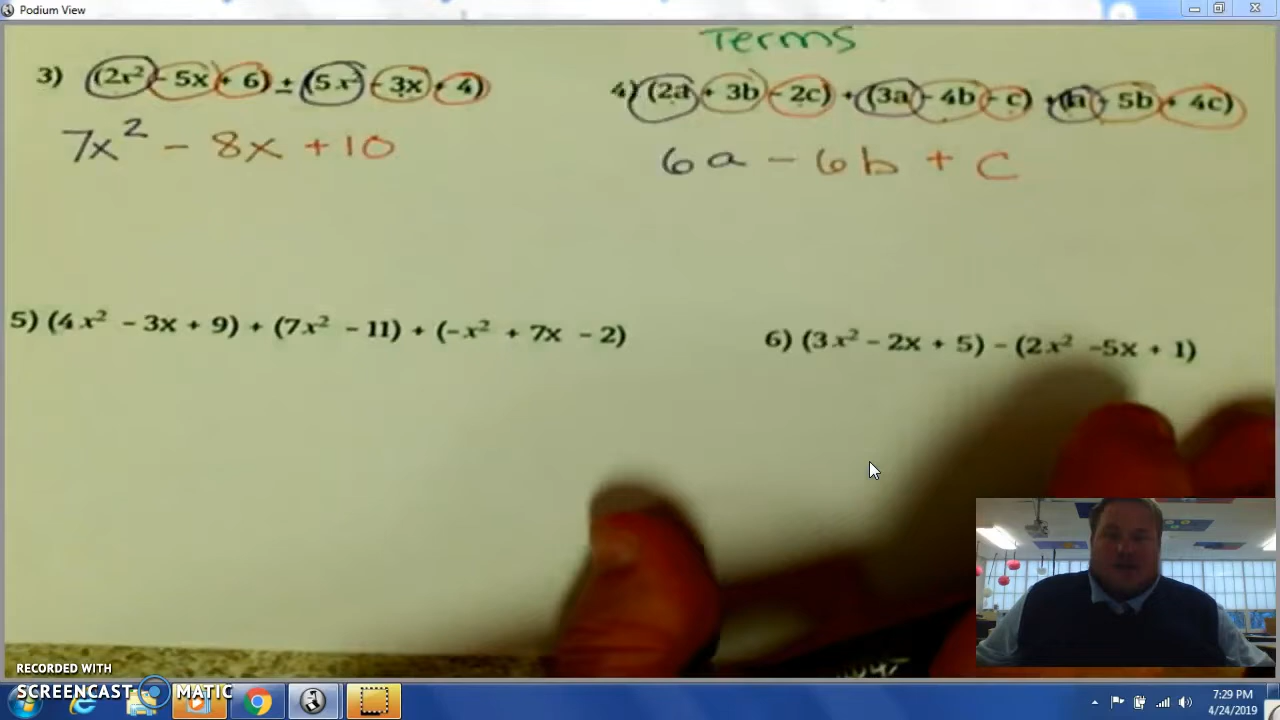 Podium View
Terms
3) (2x² - 5x + 6) + (5x² - 3x + 4)
7x² - 8x + 10
4) (2a + 3b - 2c) + (3a - 4b - c) + (a - 5b + 4c)
6a - 6b + c
5) (4x² - 3x + 9) + (7x² - 11) + (-x² + 7x - 2)
6) (3x² - 2x + 5) - (2x² -5x + 1)
RECORDED WITH
SCREENCAST MATIC
7:29 PM
4/24/2019